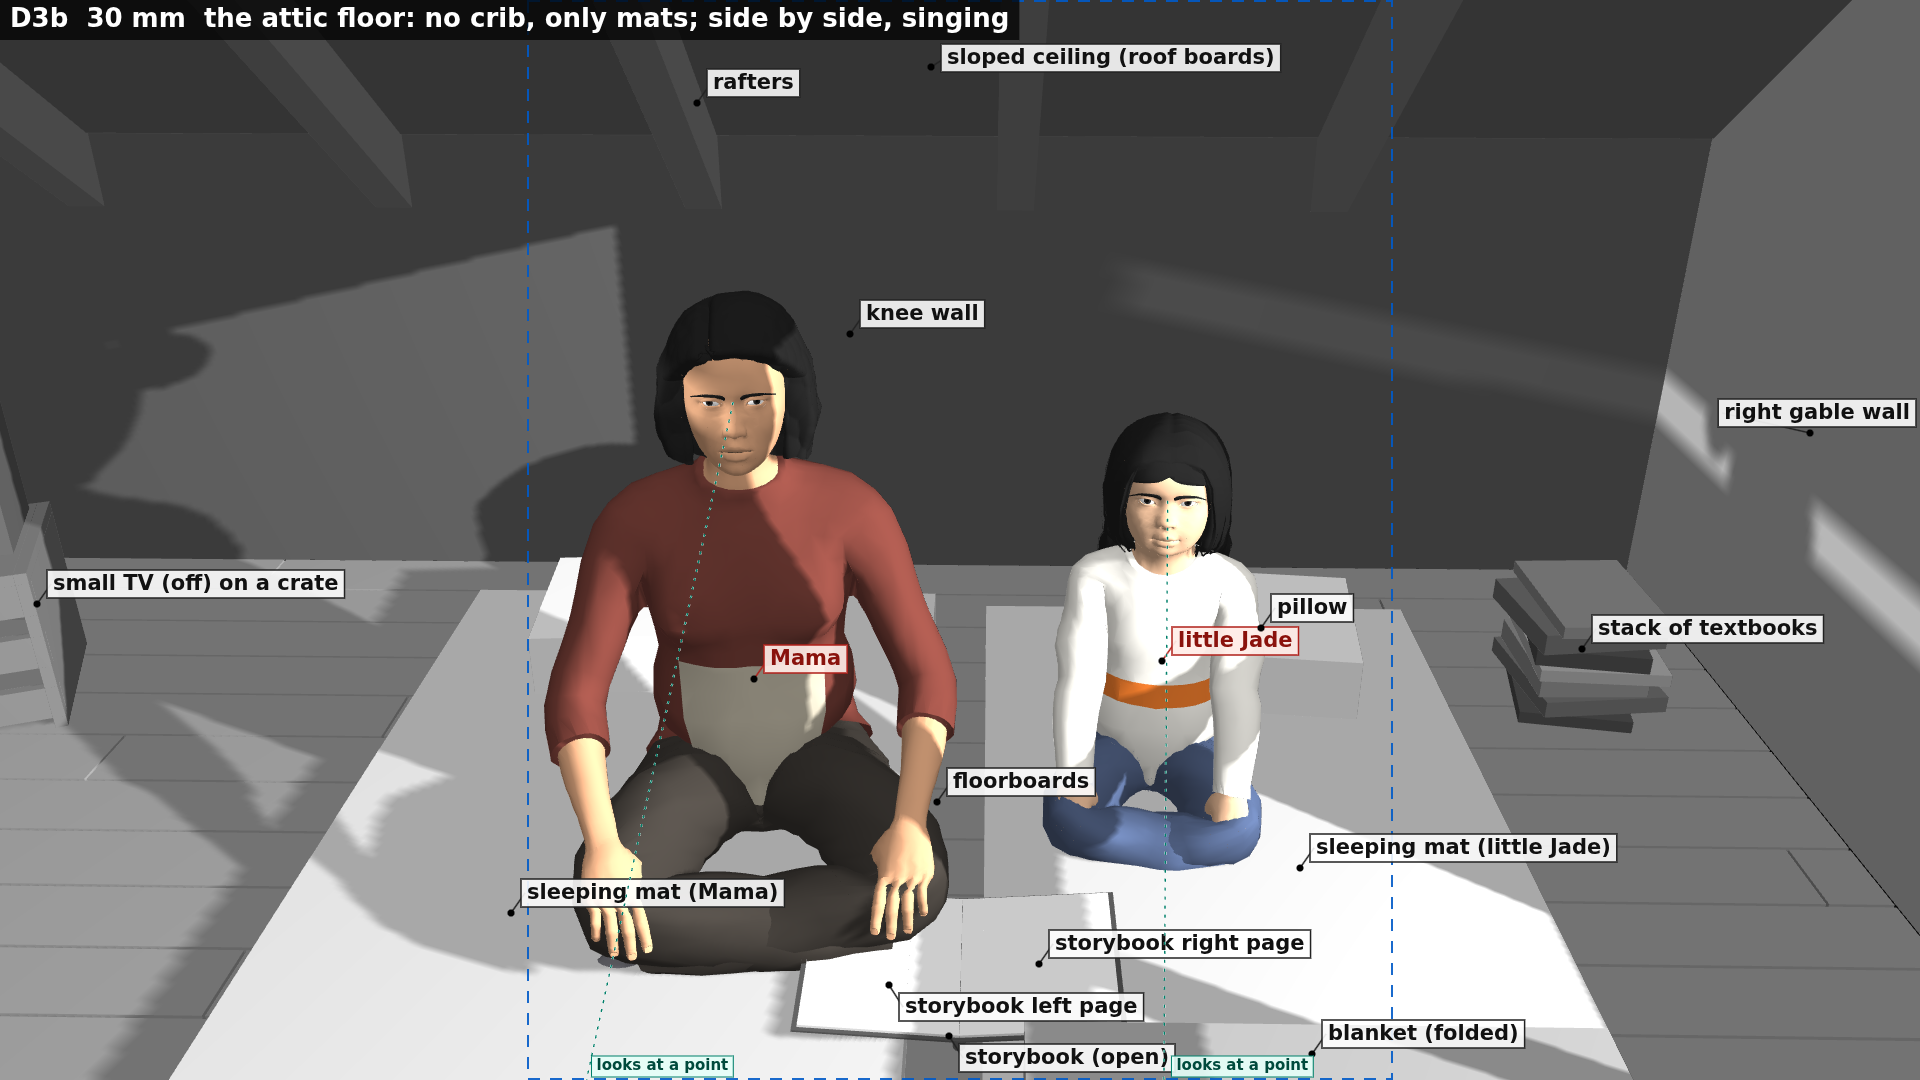 D3b 30 mm the attic floor: no crib, only mats; side by side, singing
sloped ceiling (roof boards)
rafters
knee wall
right gable wall
small TV (off) on a crate
pillow
stack of textbooks
little Jade
Mama
floorboards
sleeping mat (little Jade)
sleeping mat (Mama)
storybook right page
storybook left page
blanket (folded)
storybook (open)
looks at a point
looks at a point